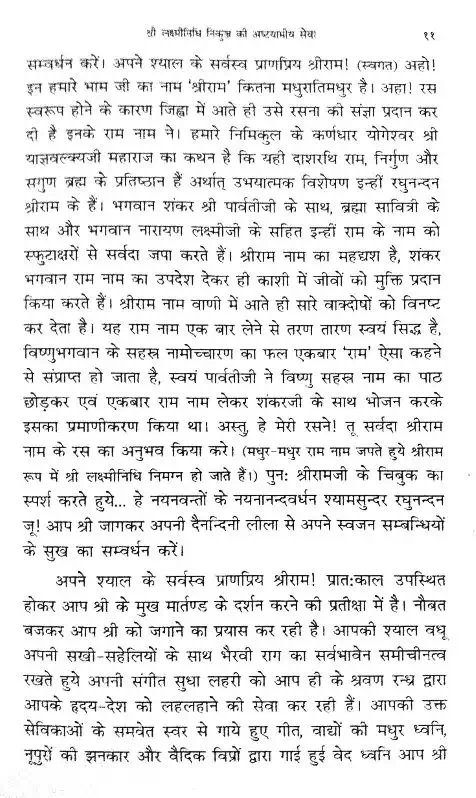 श्री लक्ष्मीनिधि निकुञ्ज की अष्टयामीय सेवा ११
सम्वर्धन करें। अपने श्याल के सर्वस्व प्राणप्रिय श्रीराम! (स्वगत) अहो!
इन हमारे भाम जी का नाम ‘श्रीराम’ कितना मधुरातिमधुर है। अहा! रस
स्वरूप होने के कारण जिह्वा में आते ही उसे रसना की संज्ञा प्रदान कर
दी है इनके राम नाम ने। हमारे निमिकुल के कर्णधार योगेश्वर श्री
याज्ञवल्क्यजी महाराज का कथन है कि यही दाशरथि राम, निर्गुण और
सगुण ब्रह्म के प्रतिष्ठान हैं अर्थात् उभयात्मक विशेषण इन्हीं रघुनन्दन
श्रीराम के हैं। भगवान शंकर श्री पार्वतीजी के साथ, ब्रह्मा सावित्री के
साथ और भगवान नारायण लक्ष्मीजी के सहित इन्हीं राम के नाम को
स्फुटाक्षरों से सर्वदा जपा करते हैं। श्रीराम नाम का महद्यश है, शंकर
भगवान राम नाम का उपदेश देकर ही काशी में जीवों को मुक्ति प्रदान
किया करते हैं। श्रीराम नाम वाणी में आते ही सारे वाक्दोषों को विनष्ट
कर देता है। यह राम नाम एक बार लेने से तरण तारण स्वयं सिद्ध है,
विष्णुभगवान के सहस्र नामोच्चारण का फल एकबार ‘राम’ ऐसा कहने
से संप्राप्त हो जाता है, स्वयं पार्वतीजी ने विष्णु सहस्र नाम का पाठ
छोड़कर एवं एकबार राम नाम लेकर शंकरजी के साथ भोजन करके
इसका प्रमाणीकरण किया था। अस्तु, हे मेरी रसने! तू सर्वदा श्रीराम
नाम के रस का अनुभव किया करे। (मधुर-मधुर राम नाम जपते हुये श्रीराम
रूप में श्री लक्ष्मीनिधि निमग्न हो जाते हैं।) पुन: श्रीरामजी के चिबुक का
स्पर्श करते हुये... हे नयनवन्तों के नयनानन्दवर्धन श्यामसुन्दर रघुनन्दन
जू! आप श्री जागकर अपनी दैनन्दिनी लीला से अपने स्वजन सम्बन्धियों
के सुख का सम्वर्धन करें।
अपने श्याल के सर्वस्व प्राणप्रिय श्रीराम! प्रात:काल उपस्थित
होकर आप श्री के मुख मार्तण्ड के दर्शन करने की प्रतीक्षा में है। नौबत
बजकर आप श्री को जगाने का प्रयास कर रही है। आपकी श्याल वधू
अपनी सखी-सहेलियों के साथ भैरवी राग का सर्वभावेन समीचीनत्व
रखते हुये अपनी संगीत सुधा लहरी को आप ही के श्रवण रन्ध्र द्वारा
आपके हृदय-देश को लहलहाने की सेवा कर रही हैं। आपकी उक्त
सेविकाओं के समवेत स्वर से गाये हुए गीत, वाद्यों की मधुर ध्वनि,
नूपुरों की झनकार और वैदिक विप्रों द्वारा गाई हुई वेद ध्वनि आप श्री